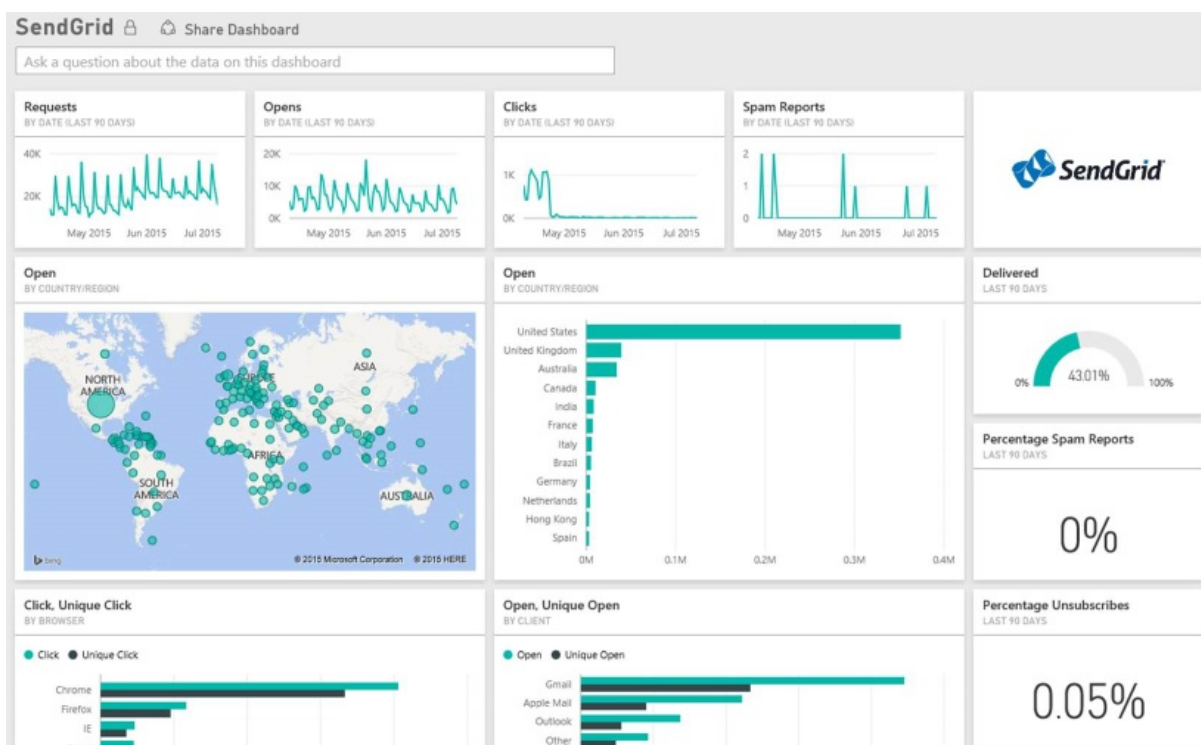 SendGrid Share Dashboard
Ask a question about the data on this dashboard
Requests
BY DATE (LAST 90 DAYS)
40K
20K
May 2015 Jun 2015 Jul 2015
Opens
BY DATE (LAST 90 DAYS)
20K
10K
0K
May 2015 Jun 2015 Jul 2015
Clicks
BY DATE (LAST 90 DAYS)
1K
0K
May 2015 Jun 2015 Jul 2015
Spam Reports
BY DATE (LAST 90 DAYS)
2
1
0
May 2015 Jun 2015 Jul 2015
SendGrid
Open
BY COUNTRY/REGION
NORTH
AMERICA
EUROPE
ASIA
AFRICA
SOUTH
AMERICA
AUSTRALIA
bing
© 2015 Microsoft Corporation © 2015 HERE
Open
BY COUNTRY/REGION
United States
United Kingdom
Australia
Canada
India
France
Italy
Brazil
Germany
Netherlands
Hong Kong
Spain
0M 0.1M 0.2M 0.3M 0.4M
Delivered
LAST 90 DAYS
0% 43.01% 100%
Percentage Spam Reports
LAST 90 DAYS
0%
Click, Unique Click
BY BROWSER
Click Unique Click
Chrome
Firefox
IE
Open, Unique Open
BY CLIENT
Open Unique Open
Gmail
Apple Mail
Outlook
Other
Percentage Unsubscribes
LAST 90 DAYS
0.05%